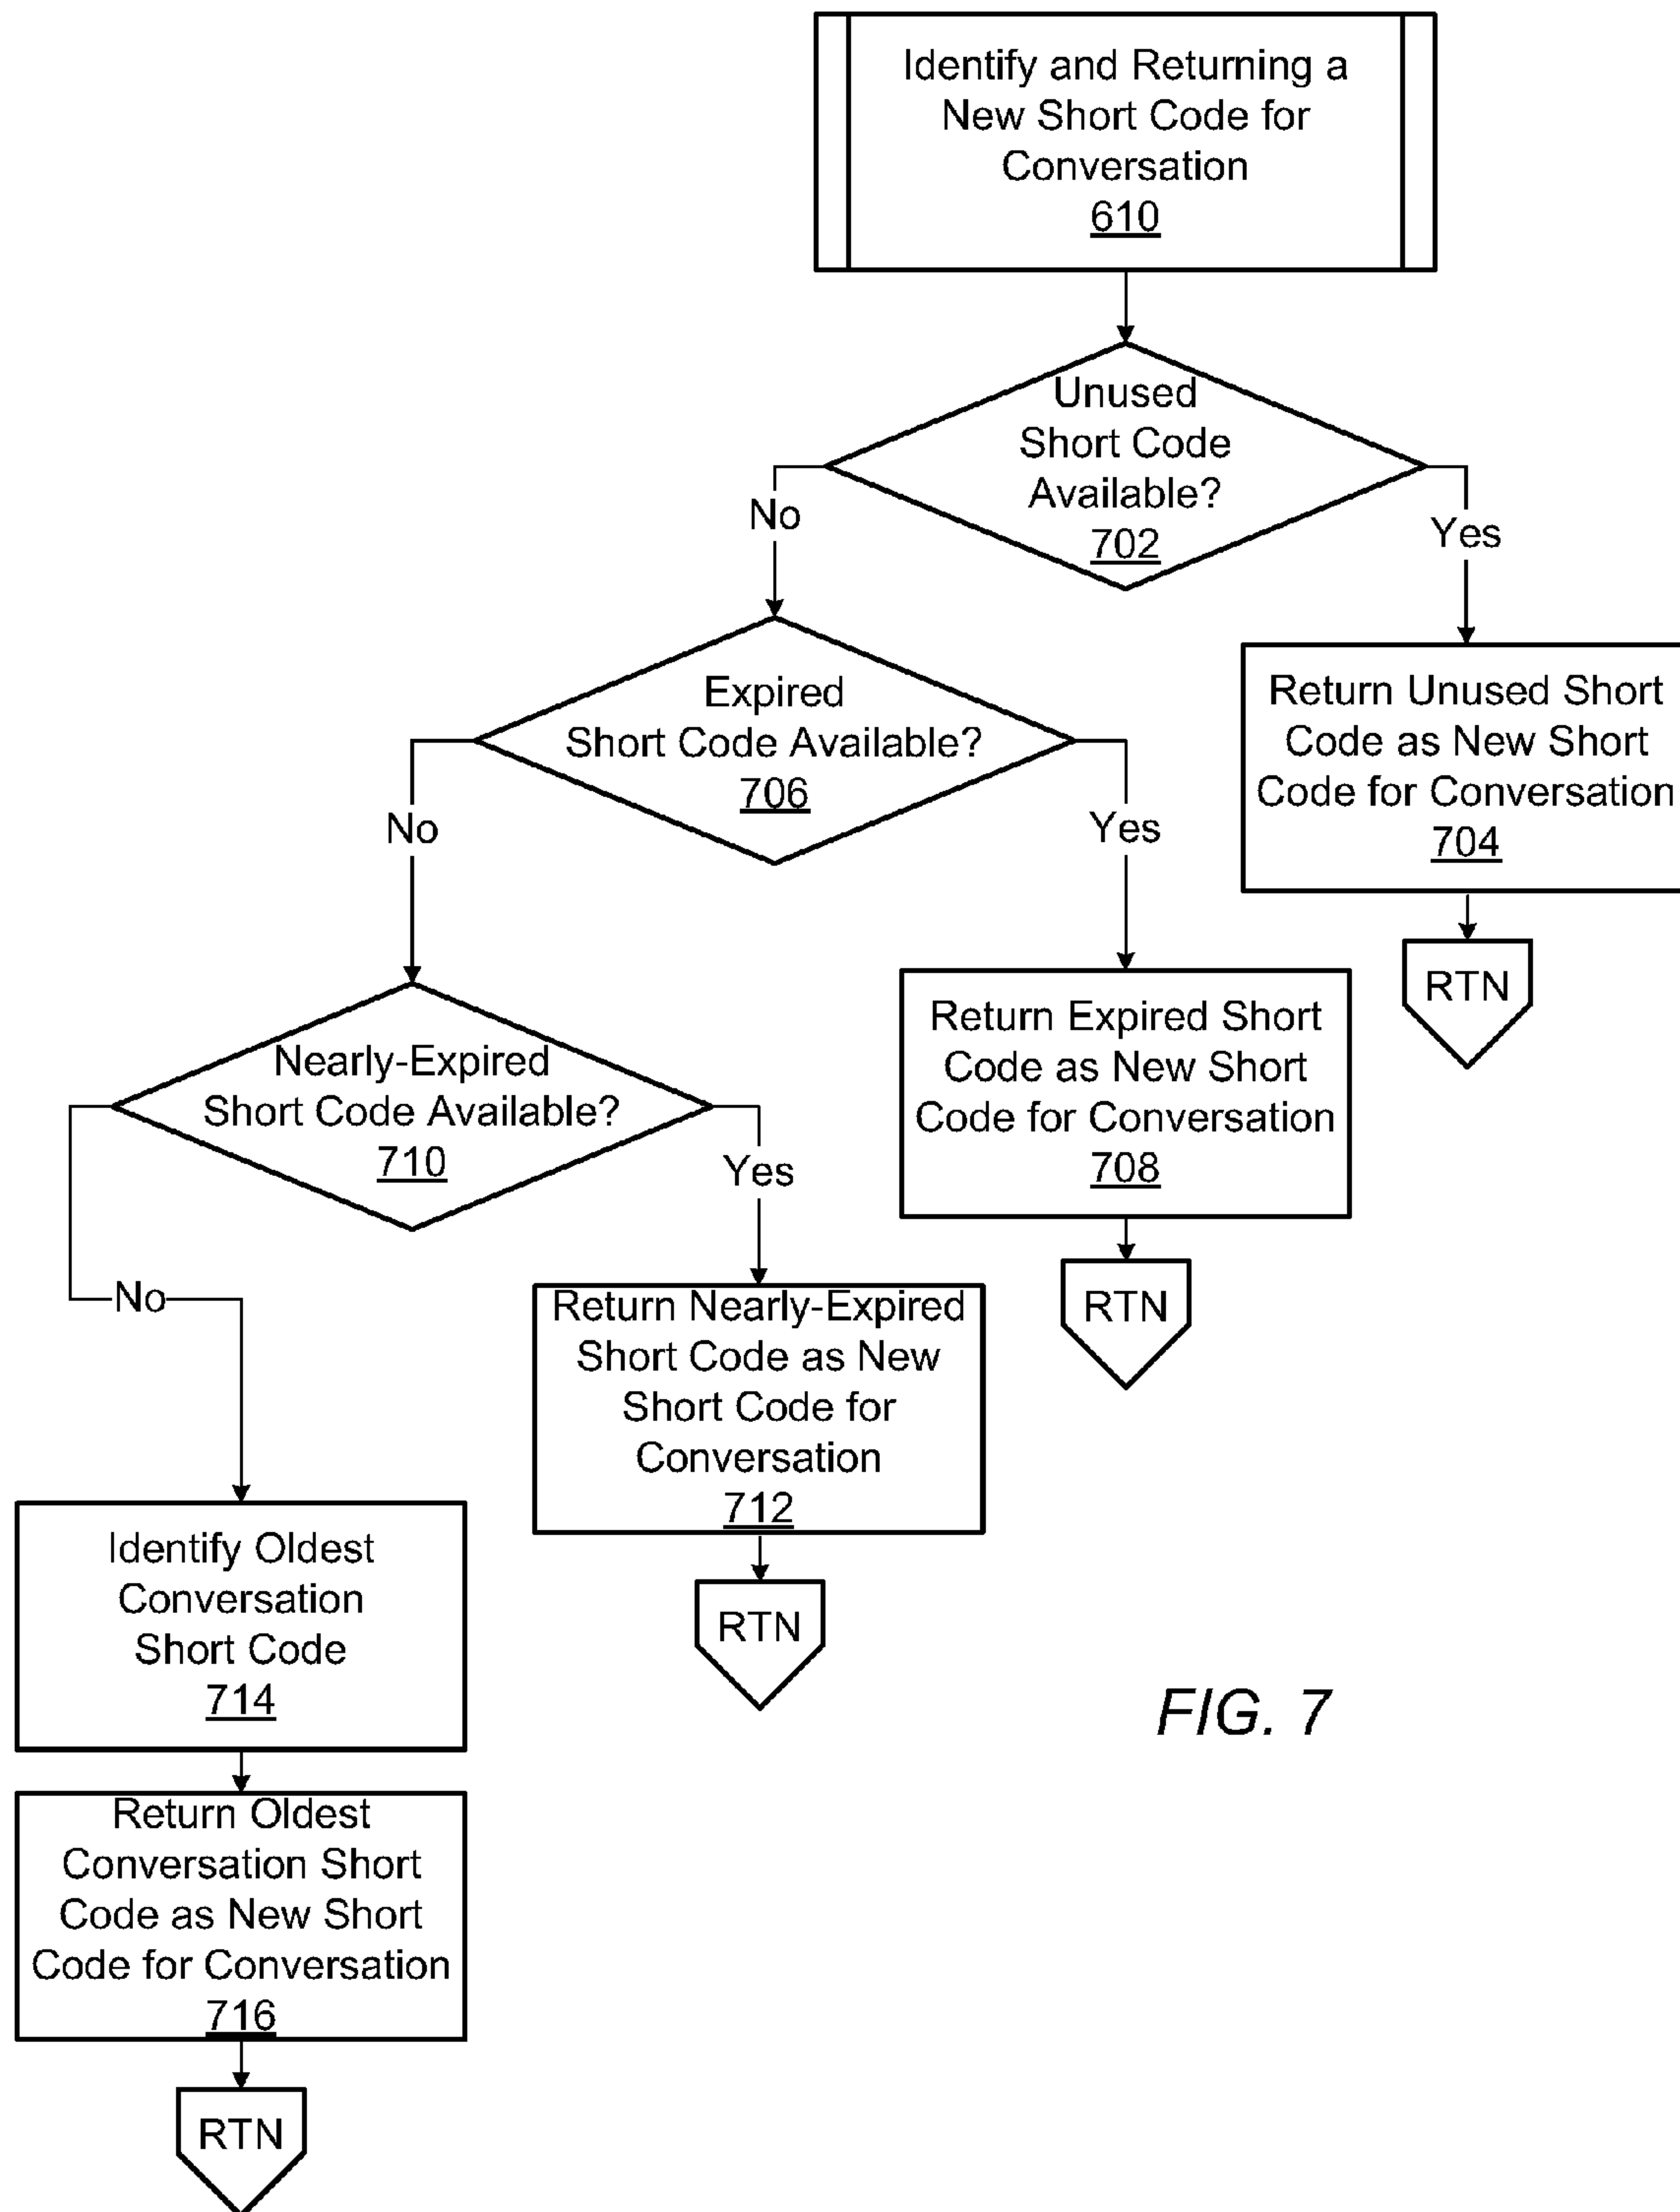 Identify and Returning a
New Short Code for
Conversation
610
Unused
Short Code
Available?
702
No
Yes
Expired
Short Code Available?
706
Return Unused Short
Code as New Short
Code for Conversation
704
No
Yes
RTN
Nearly-Expired
Short Code Available?
710
Return Expired Short
Code as New Short
Code for Conversation
708
Yes
No
RTN
Return Nearly-Expired
Short Code as New
Short Code for
Conversation
712
Identify Oldest
Conversation
Short Code
714
RTN
FIG. 7
Return Oldest
Conversation Short
Code as New Short
Code for Conversation
716
RTN